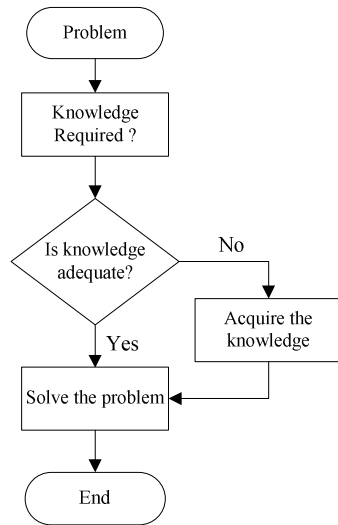 Problem
Knowledge
Required ?
Is knowledge
adequate?
No
Acquire the
knowledge
Yes
Solve the problem
End